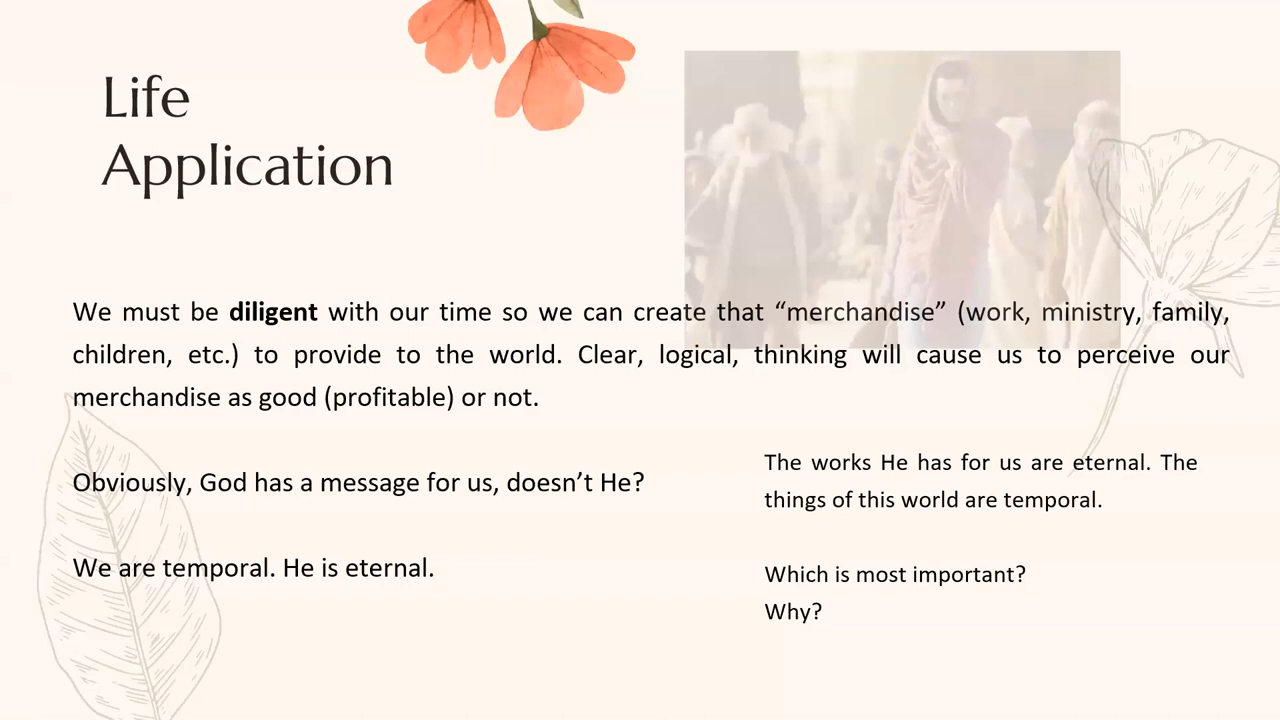 Life
Application
We must be diligent with our time so we can create that “merchandise” (work, ministry, family,
children, etc.) to provide to the world. Clear, logical, thinking will cause us to perceive our
merchandise as good (profitable) or not.
Obviously, God has a message for us, doesn’t He?
We are temporal. He is eternal.
The works He has for us are eternal. The
things of this world are temporal.
Which is most important?
Why?